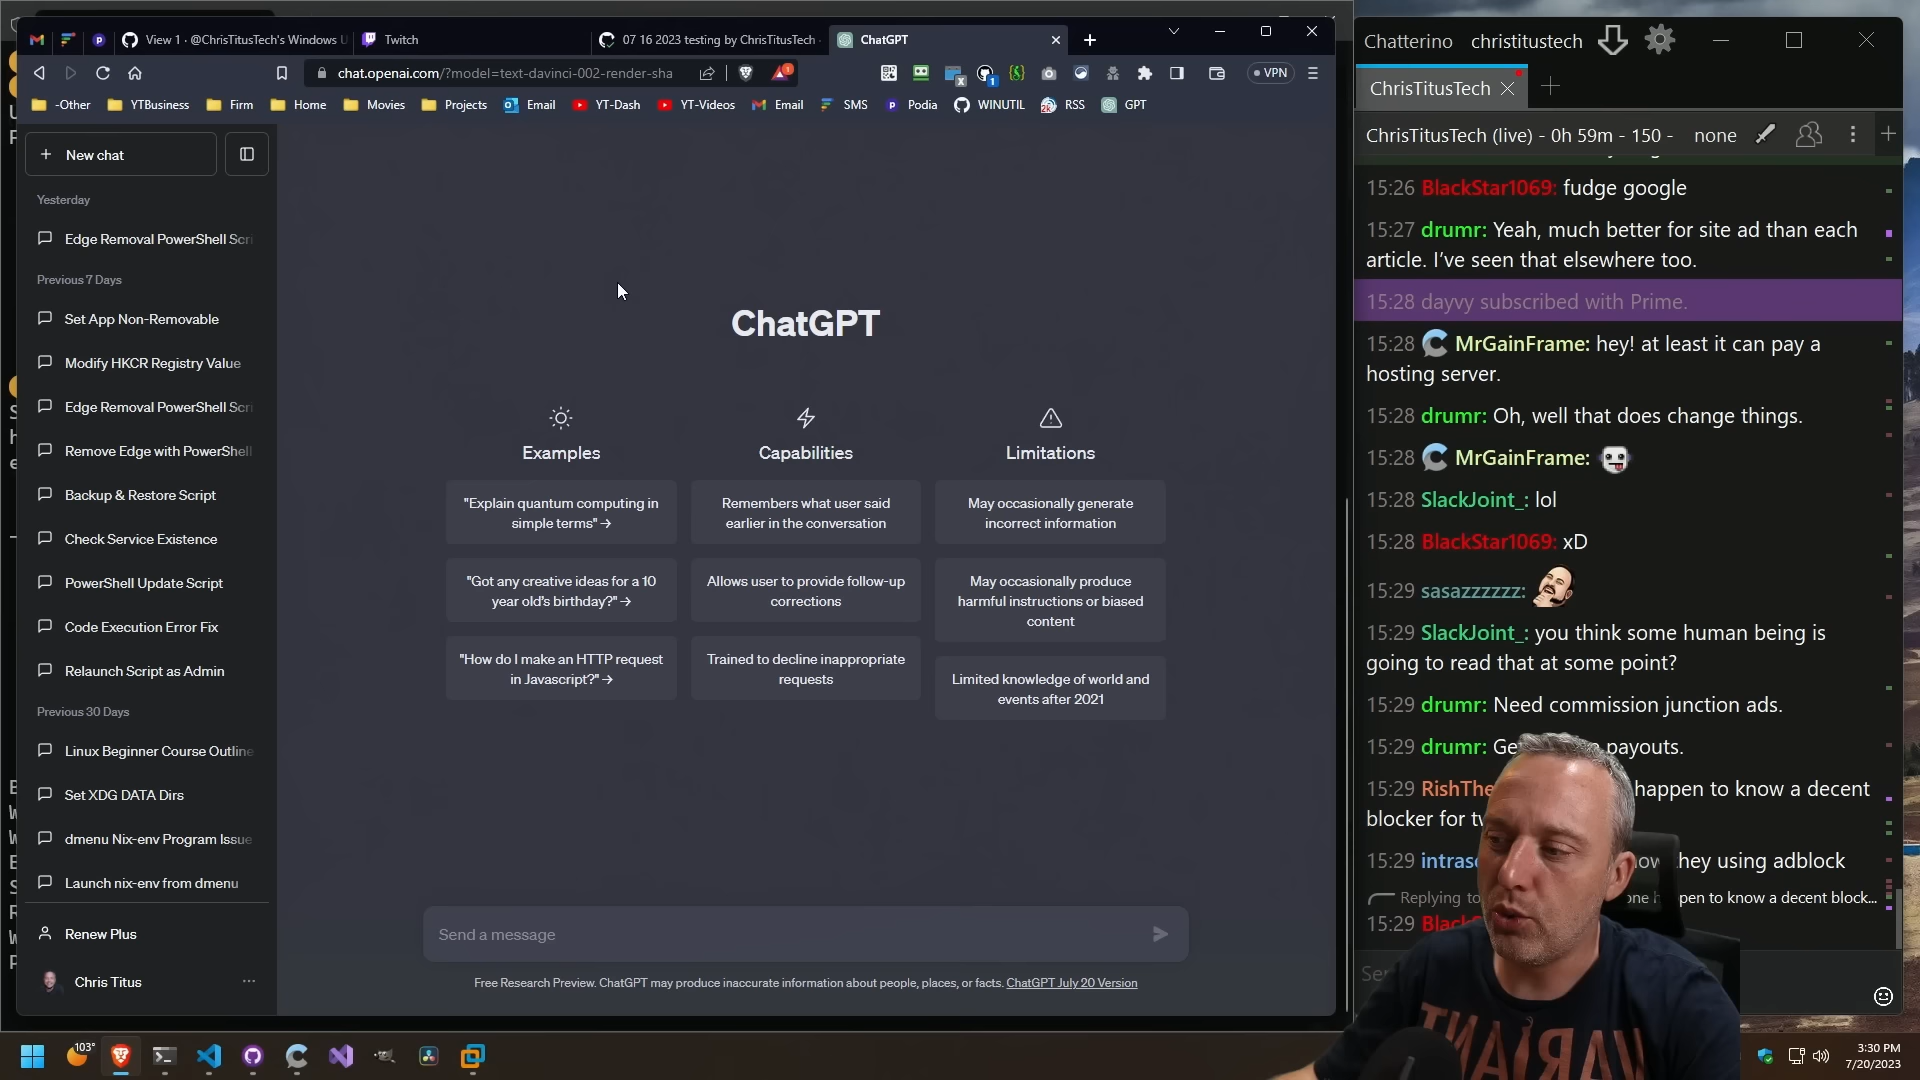 View 1 · @ChrisTitusTech's Windows U
Twitch
07 16 2023 testing by ChrisTitusTech
ChatGPT
chat.openai.com/?model=text-davinci-002-render-sha
VPN
-Other
YTBusiness
Firm
Home
Movies
Projects
Email
YT-Dash
YT-Videos
Email
SMS
Podia
WINUTIL
RSS
GPT
New chat
Yesterday
Edge Removal PowerShell Scri
Previous 7 Days
Set App Non-Removable
Modify HKCR Registry Value
Edge Removal PowerShell Scri
Remove Edge with PowerShell
Backup & Restore Script
Check Service Existence
PowerShell Update Script
Code Execution Error Fix
Relaunch Script as Admin
Previous 30 Days
Linux Beginner Course Outline
Set XDG DATA Dirs
dmenu Nix-env Program Issue
Launch nix-env from dmenu
Renew Plus
Chris Titus
ChatGPT
Examples
"Explain quantum computing in
simple terms" →
"Got any creative ideas for a 10
year old's birthday?" →
"How do I make an HTTP request
in Javascript?" →
Capabilities
Remembers what user said
earlier in the conversation
Allows user to provide follow-up
corrections
Trained to decline inappropriate
requests
Limitations
May occasionally generate
incorrect information
May occasionally produce
harmful instructions or biased
content
Limited knowledge of world and
events after 2021
Send a message
Free Research Preview. ChatGPT may produce inaccurate information about people, places, or facts. ChatGPT July 20 Version
Chatterino christitustech
ChrisTitusTech
ChrisTitusTech (live) - 0h 59m - 150 - none
15:26 BlackStar1069: fudge google
15:27 drumr: Yeah, much better for site ad than each
article. I've seen that elsewhere too.
15:28 dayvy subscribed with Prime.
15:28 MrGainFrame: hey! at least it can pay a
hosting server.
15:28 drumr: Oh, well that does change things.
15:28 MrGainFrame:
15:28 SlackJoint_: lol
15:28 BlackStar1069: xD
15:29 sasazzzzzz:
15:29 SlackJoint_: you think some human being is
going to read that at some point?
15:29 drumr: Need commission junction ads.
15:29 drumr: payouts.
15:29 happen to know a decent
blocker for
15:29 they using adblock
Replying to pen to know a decent block...
15:29
103°
3:30 PM
7/20/2023